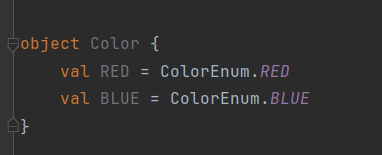 object Color {
    val RED = ColorEnum.RED
    val BLUE = ColorEnum.BLUE
}